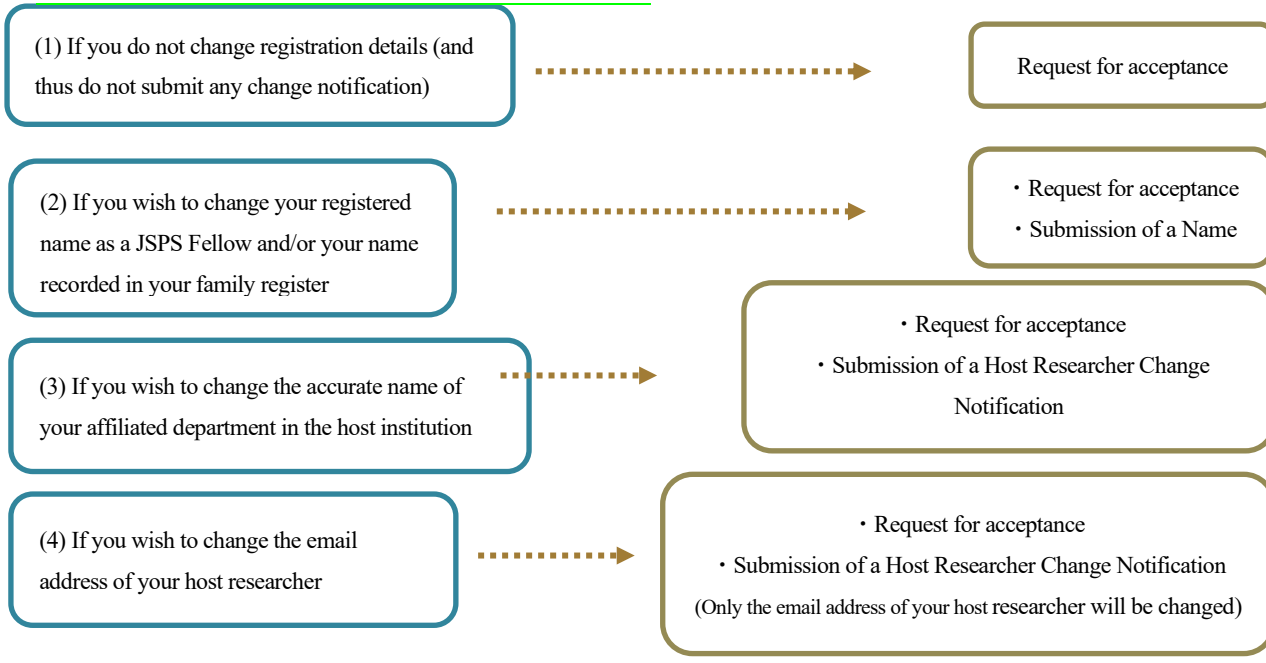 (1) If you do not change registration details (and
thus do not submit any change notification)
Request for acceptance
(2) If you wish to change your registered
name as a JSPS Fellow and/or your name
recorded in your family register
・Request for acceptance
・Submission of a Name
(3) If you wish to change the accurate name of
your affiliated department in the host institution
・Request for acceptance
・Submission of a Host Researcher Change
Notification
(4) If you wish to change the email
address of your host researcher
・Request for acceptance
・Submission of a Host Researcher Change Notification
(Only the email address of your host researcher will be changed)